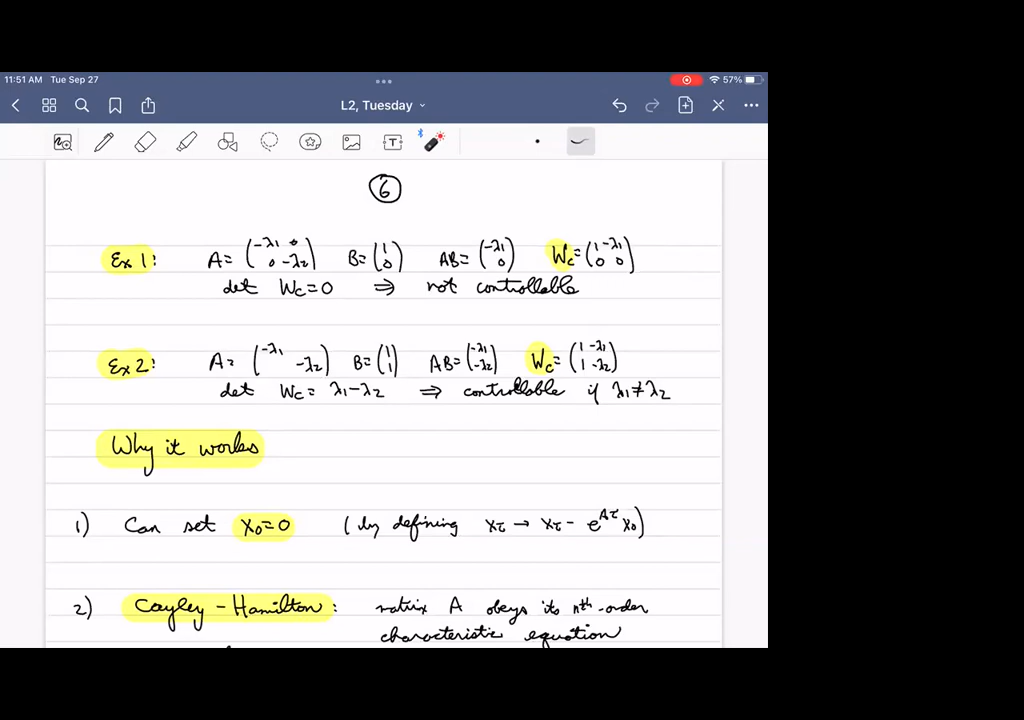 11:51 AM Tue Sep 27
57%
L2, Tuesday
T
6
Ex 1: A = (-λ1 0 0 -λ2) B = (1 0) AB = (-λ1 0) Wc = (1 -λ1 0 0)
det Wc = 0 ⇒ not controllable
Ex 2: A = (-λ1 -λ2) B = (1 1) AB = (-λ1 -λ2) Wc = (1 -λ1 1 -λ2)
det Wc = λ1 - λ2 ⇒ controllable if λ1 ≠ λ2
Why it works
1) Can set x0 = 0 (by defining xτ → xτ - e^Aτ x0)
2) Cayley - Hamilton: matrix A obeys its nth-order
characteristic equation